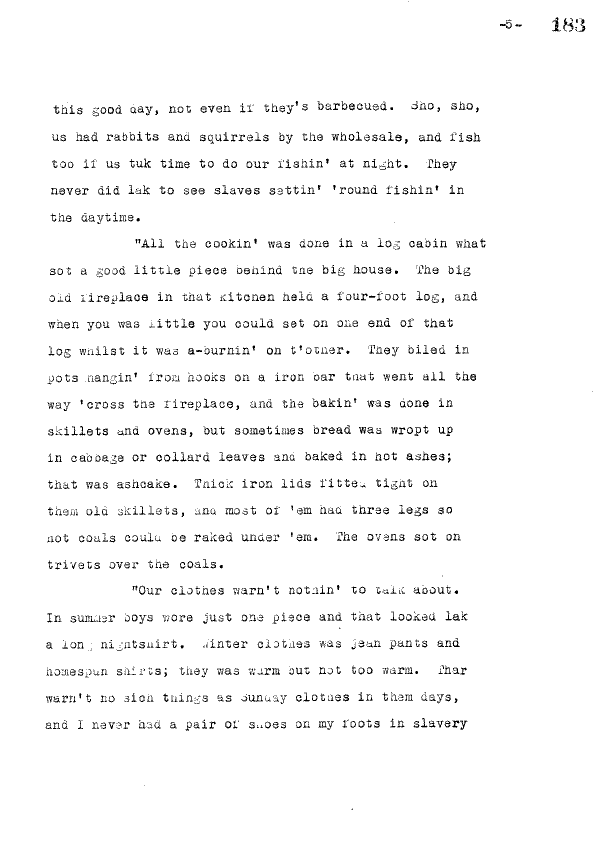 -5- 183
this good day, not even if they's barbecued. Sho, sho,
us had rabbits and squirrels by the wholesale, and fish
too if us tuk time to do our fishin' at night. They
never did lak to see slaves settin' 'round fishin' in
the daytime.
"All the cookin' was done in a log cabin what
sot a good little piece behind the big house. The big
old fireplace in that kitchen held a four-foot log, and
when you was little you could set on one end of that
log whilst it was a-burnin' on t'other. They biled in
pots hangin' from hooks on a iron bar that went all the
way 'cross the fireplace, and the bakin' was done in
skillets and ovens, but sometimes bread was wropt up
in cabbage or collard leaves and baked in hot ashes;
that was ashcake. Thick iron lids fitted tight on
them old skillets, and most of 'em had three legs so
hot coals could be raked under 'em. The ovens sot on
trivets over the coals.
"Our clothes warn't nothin' to talk about.
In summer boys wore just one piece and that looked lak
a long nightshirt. Winter clothes was jean pants and
homespun shirts; they was warm but not too warm. Thar
warn't no sich things as Sunday clothes in them days,
and I never had a pair of shoes on my foots in slavery